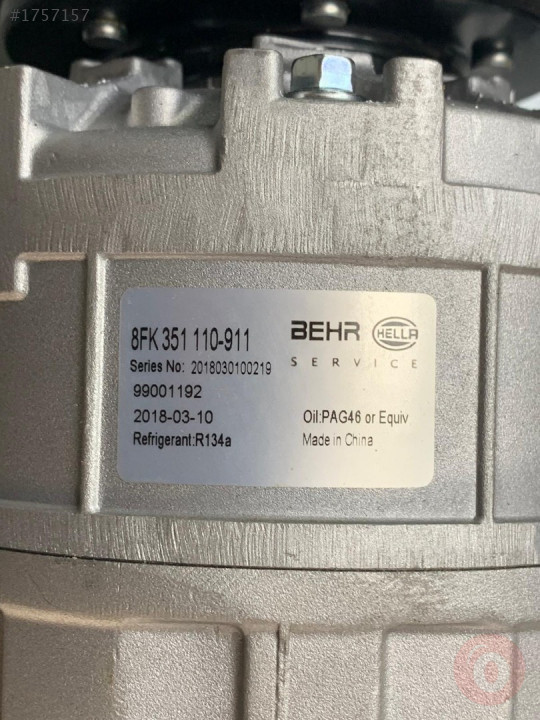 #1757157
8FK 351 110-911
BEHR HELLA
SERVICE
Series No: 2018030100219
99001192
2018-03-10
Oil:PAG46 or Equiv
Refrigerant:R134a
Made in China